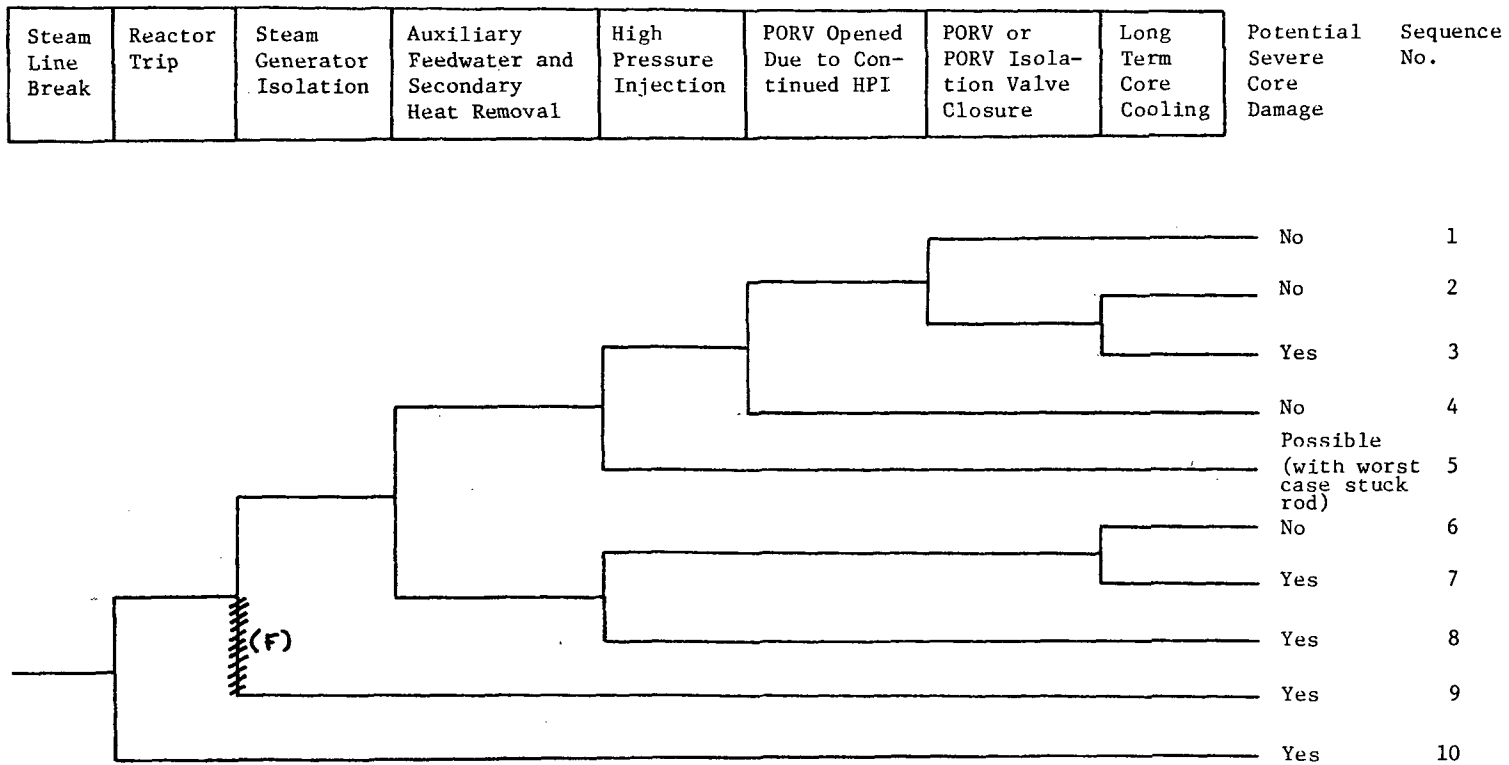 Steam Line Break
Reactor Trip
Steam Generator Isolation
Auxiliary Feedwater and Secondary Heat Removal
High Pressure Injection
PORV Opened Due to Con- tinued HPI
PORV or PORV Isola- tion Valve Closure
Long Term Core Cooling
Potential Severe Core Damage
Sequence No.
No 1
No 2
Yes 3
No 4
Possible
(with worst 5
case stuck
rod)
No 6
Yes 7
(F)
Yes 8
Yes 9
Yes 10